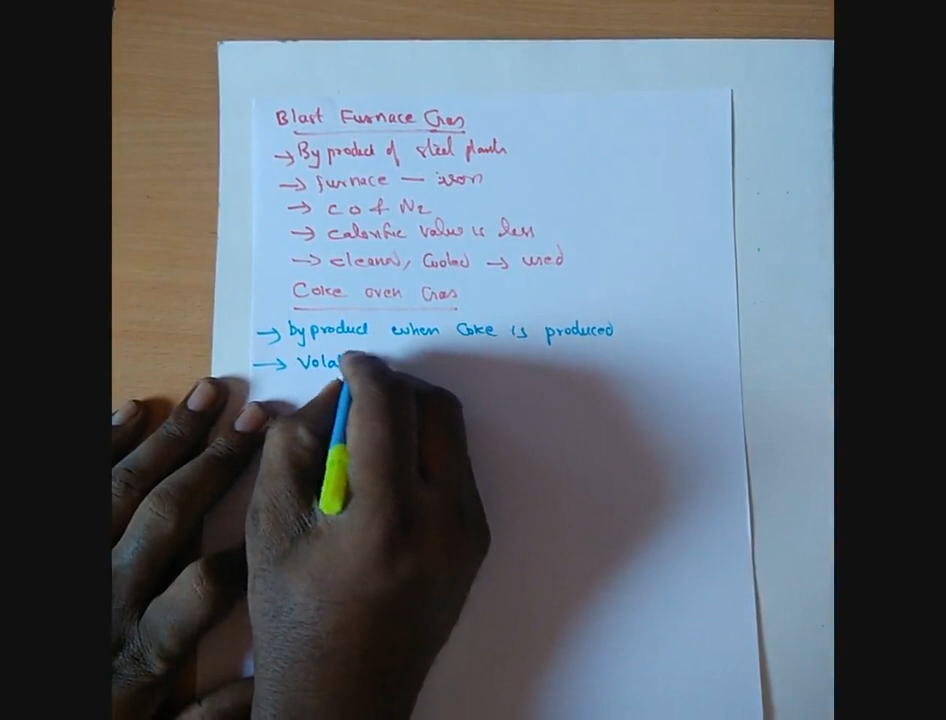 Blast Furnace Gas
→ By product of steel plants
→ furnace — iron
→ CO & N2
→ calorific value is less
→ cleaned, Cooled → used
Coke oven Gas
→ by product when Coke is produced
→ Vola